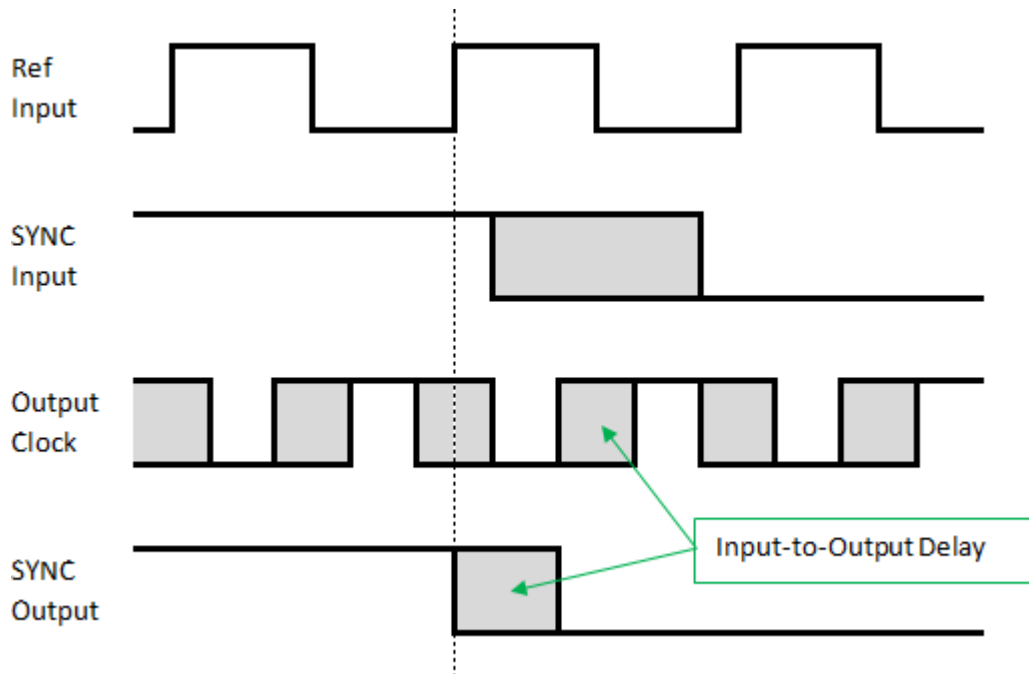 Ref
Input
SYNC
Input
Output
Clock
Input-to-Output Delay
SYNC
Output